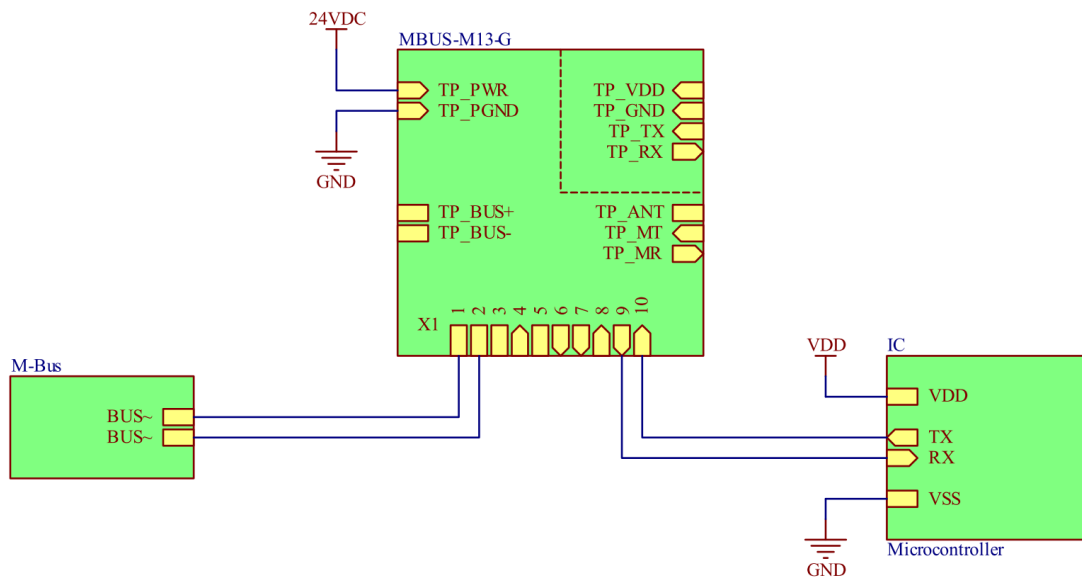 24VDC
MBUS-M13-G
TP_PWR
TP_PGND
GND
TP_VDD
TP_GND
TP_TX
TP_RX
TP_BUS+
TP_BUS-
TP_ANT
TP_MT
TP_MR
X1
1 2 3 4 5 6 7 8 9 10
M-Bus
BUS~
BUS~
VDD
IC
VDD
TX
RX
VSS
GND
Microcontroller